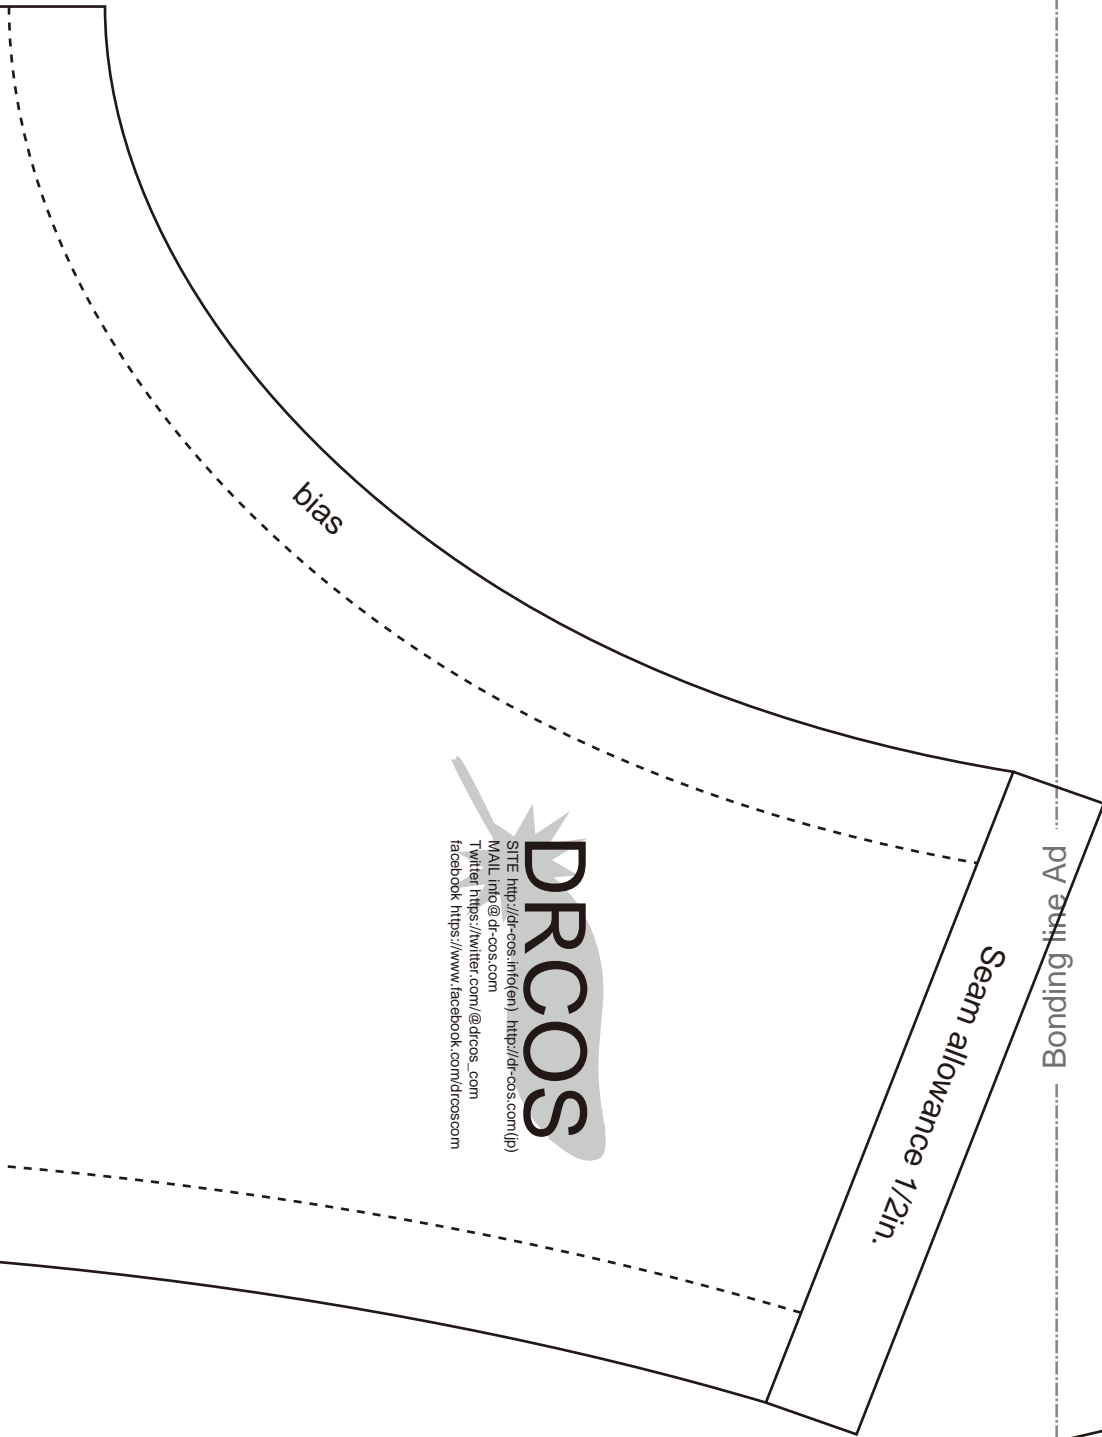 bias
DRCOS
SITE http://dr-cos.info(en) http://dr-cos.com(jp)
MAIL info@dr-cos.com
Twitter https://twitter.com/@drcos_com
facebook https://www.facebook.com/drcoscom
Seam allowance 1/2in.
Bonding line Ad